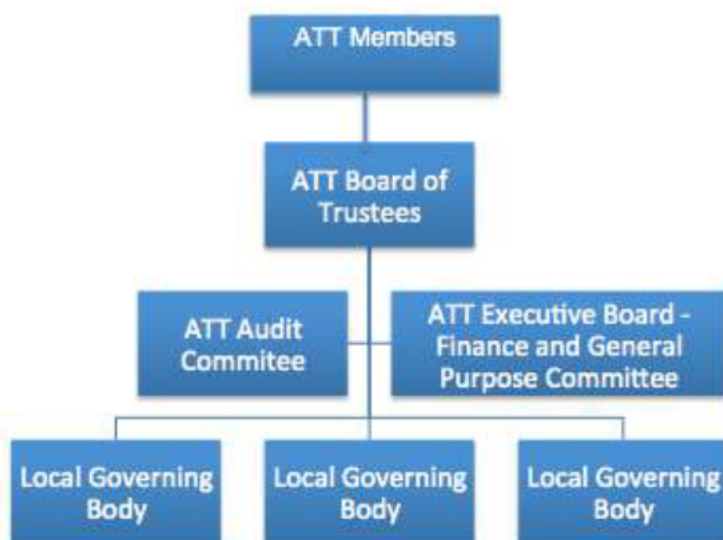 ATT Members
ATT Board of
Trustees
ATT Audit
Commitee
ATT Executive Board -
Finance and General
Purpose Committee
Local Governing
Body
Local Governing
Body
Local Governing
Body